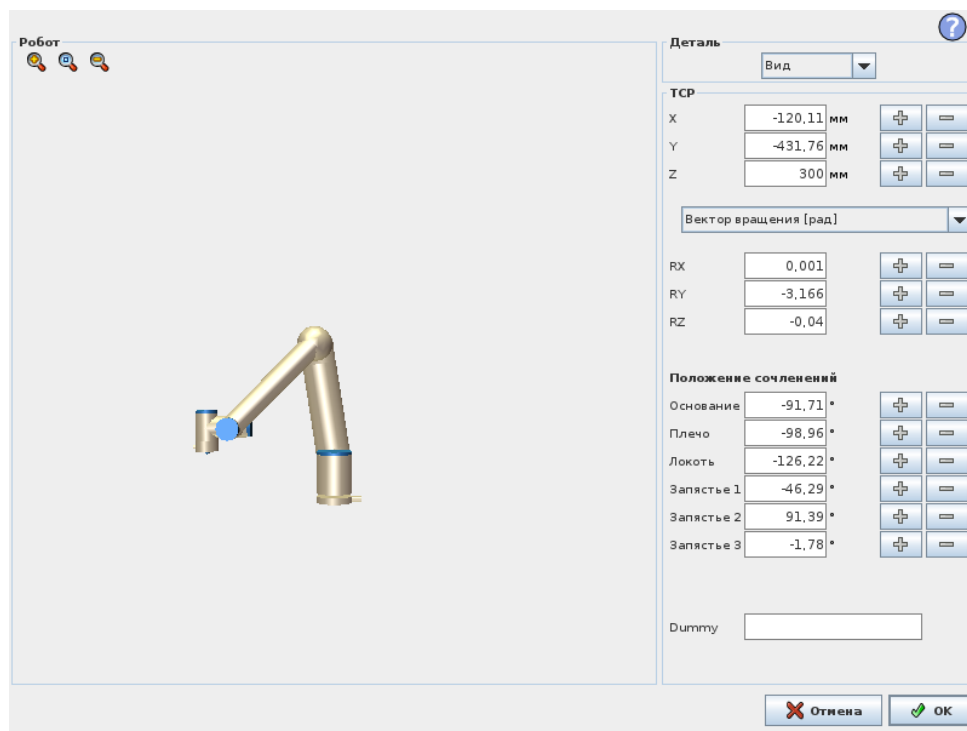 Робот
Деталь
Вид
TCP
X -120,11 мм
Y -431,76 мм
Z 300 мм
Вектор вращения [рад]
RX 0,001
RY -3,166
RZ -0,04
Положение сочленений
Основание -91,71 °
Плечо -98,96 °
Локоть -126,22 °
Запястье 1 -46,29 °
Запястье 2 91,39 °
Запястье 3 -1,78 °
Dummy
Отмена
OK
?